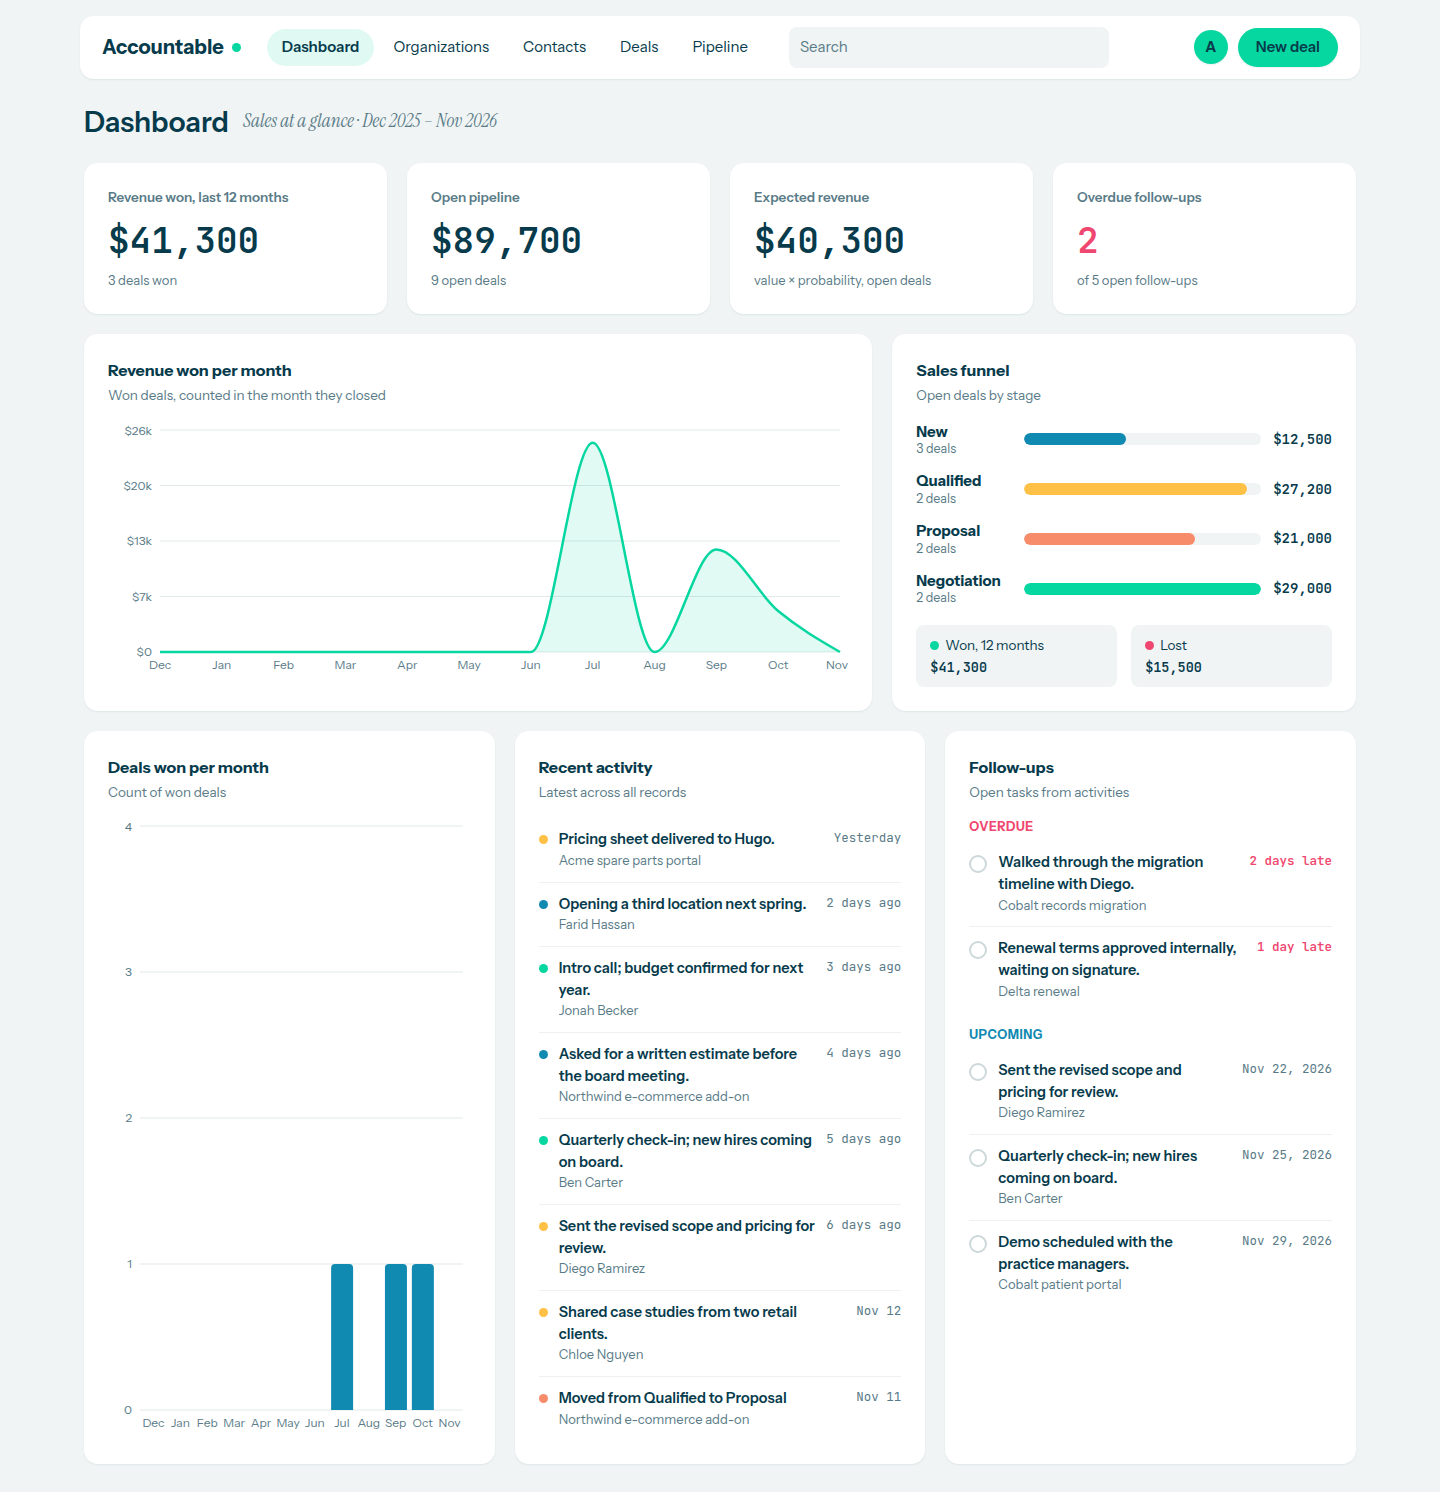 Accountable
Dashboard
Organizations
Contacts
Deals
Pipeline
Search
A
New deal
Dashboard
Sales at a glance · Dec 2025 – Nov 2026
Revenue won, last 12 months
$41,300
3 deals won
Open pipeline
$89,700
9 open deals
Expected revenue
$40,300
value × probability, open deals
Overdue follow-ups
2
of 5 open follow-ups
Revenue won per month
Won deals, counted in the month they closed
$26k
$20k
$13k
$7k
$0
Dec Jan Feb Mar Apr May Jun Jul Aug Sep Oct Nov
Sales funnel
Open deals by stage
New
3 deals
$12,500
Qualified
2 deals
$27,200
Proposal
2 deals
$21,000
Negotiation
2 deals
$29,000
Won, 12 months
$41,300
Lost
$15,500
Deals won per month
Count of won deals
4
3
2
1
0
Dec Jan Feb Mar Apr May Jun Jul Aug Sep Oct Nov
Recent activity
Latest across all records
Pricing sheet delivered to Hugo.
Yesterday
Acme spare parts portal
Opening a third location next spring.
2 days ago
Farid Hassan
Intro call; budget confirmed for next
3 days ago
year.
Jonah Becker
Asked for a written estimate before
4 days ago
the board meeting.
Northwind e-commerce add-on
Quarterly check-in; new hires coming
5 days ago
on board.
Ben Carter
Sent the revised scope and pricing for
6 days ago
review.
Diego Ramirez
Shared case studies from two retail
Nov 12
clients.
Chloe Nguyen
Moved from Qualified to Proposal
Nov 11
Northwind e-commerce add-on
Follow-ups
Open tasks from activities
OVERDUE
Walked through the migration
2 days late
timeline with Diego.
Cobalt records migration
Renewal terms approved internally,
1 day late
waiting on signature.
Delta renewal
UPCOMING
Sent the revised scope and
Nov 22, 2026
pricing for review.
Diego Ramirez
Quarterly check-in; new hires
Nov 25, 2026
coming on board.
Ben Carter
Demo scheduled with the
Nov 29, 2026
practice managers.
Cobalt patient portal